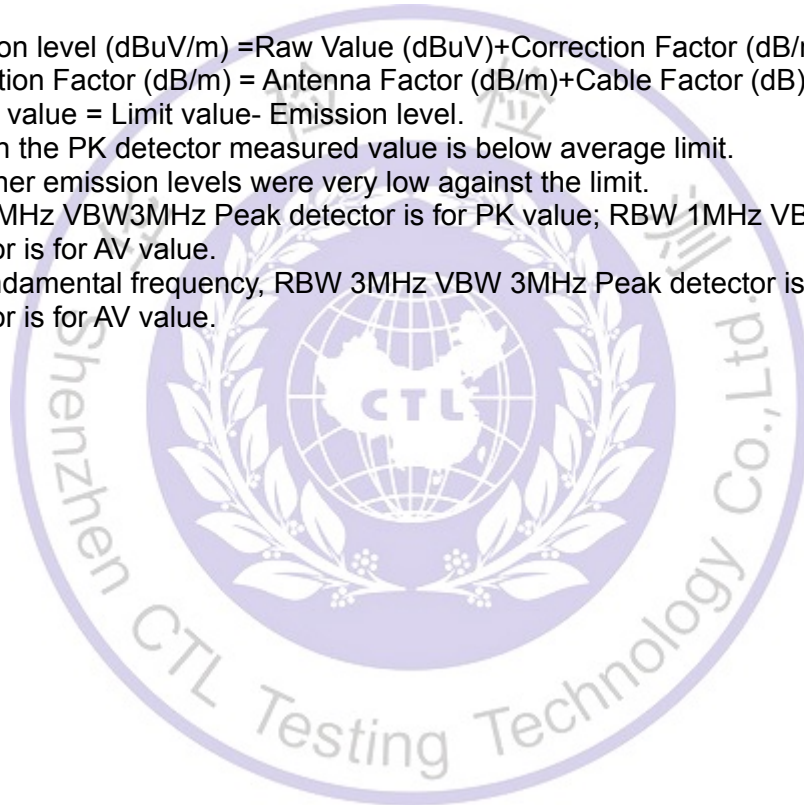 on level (dBuV/m) =Raw Value (dBuV)+Correction Factor (dB/m
tion Factor (dB/m) = Antenna Factor (dB/m)+Cable Factor (dB)
value = Limit value- Emission level.
n the PK detector measured value is below average limit.
ner emission levels were very low against the limit.
MHz VBW3MHz Peak detector is for PK value; RBW 1MHz VB
or is for AV value.
ndamental frequency, RBW 3MHz VBW 3MHz Peak detector is
or is for AV value.
CTL
Shenzhen CTL Testing Technology Co., Ltd.
检
测